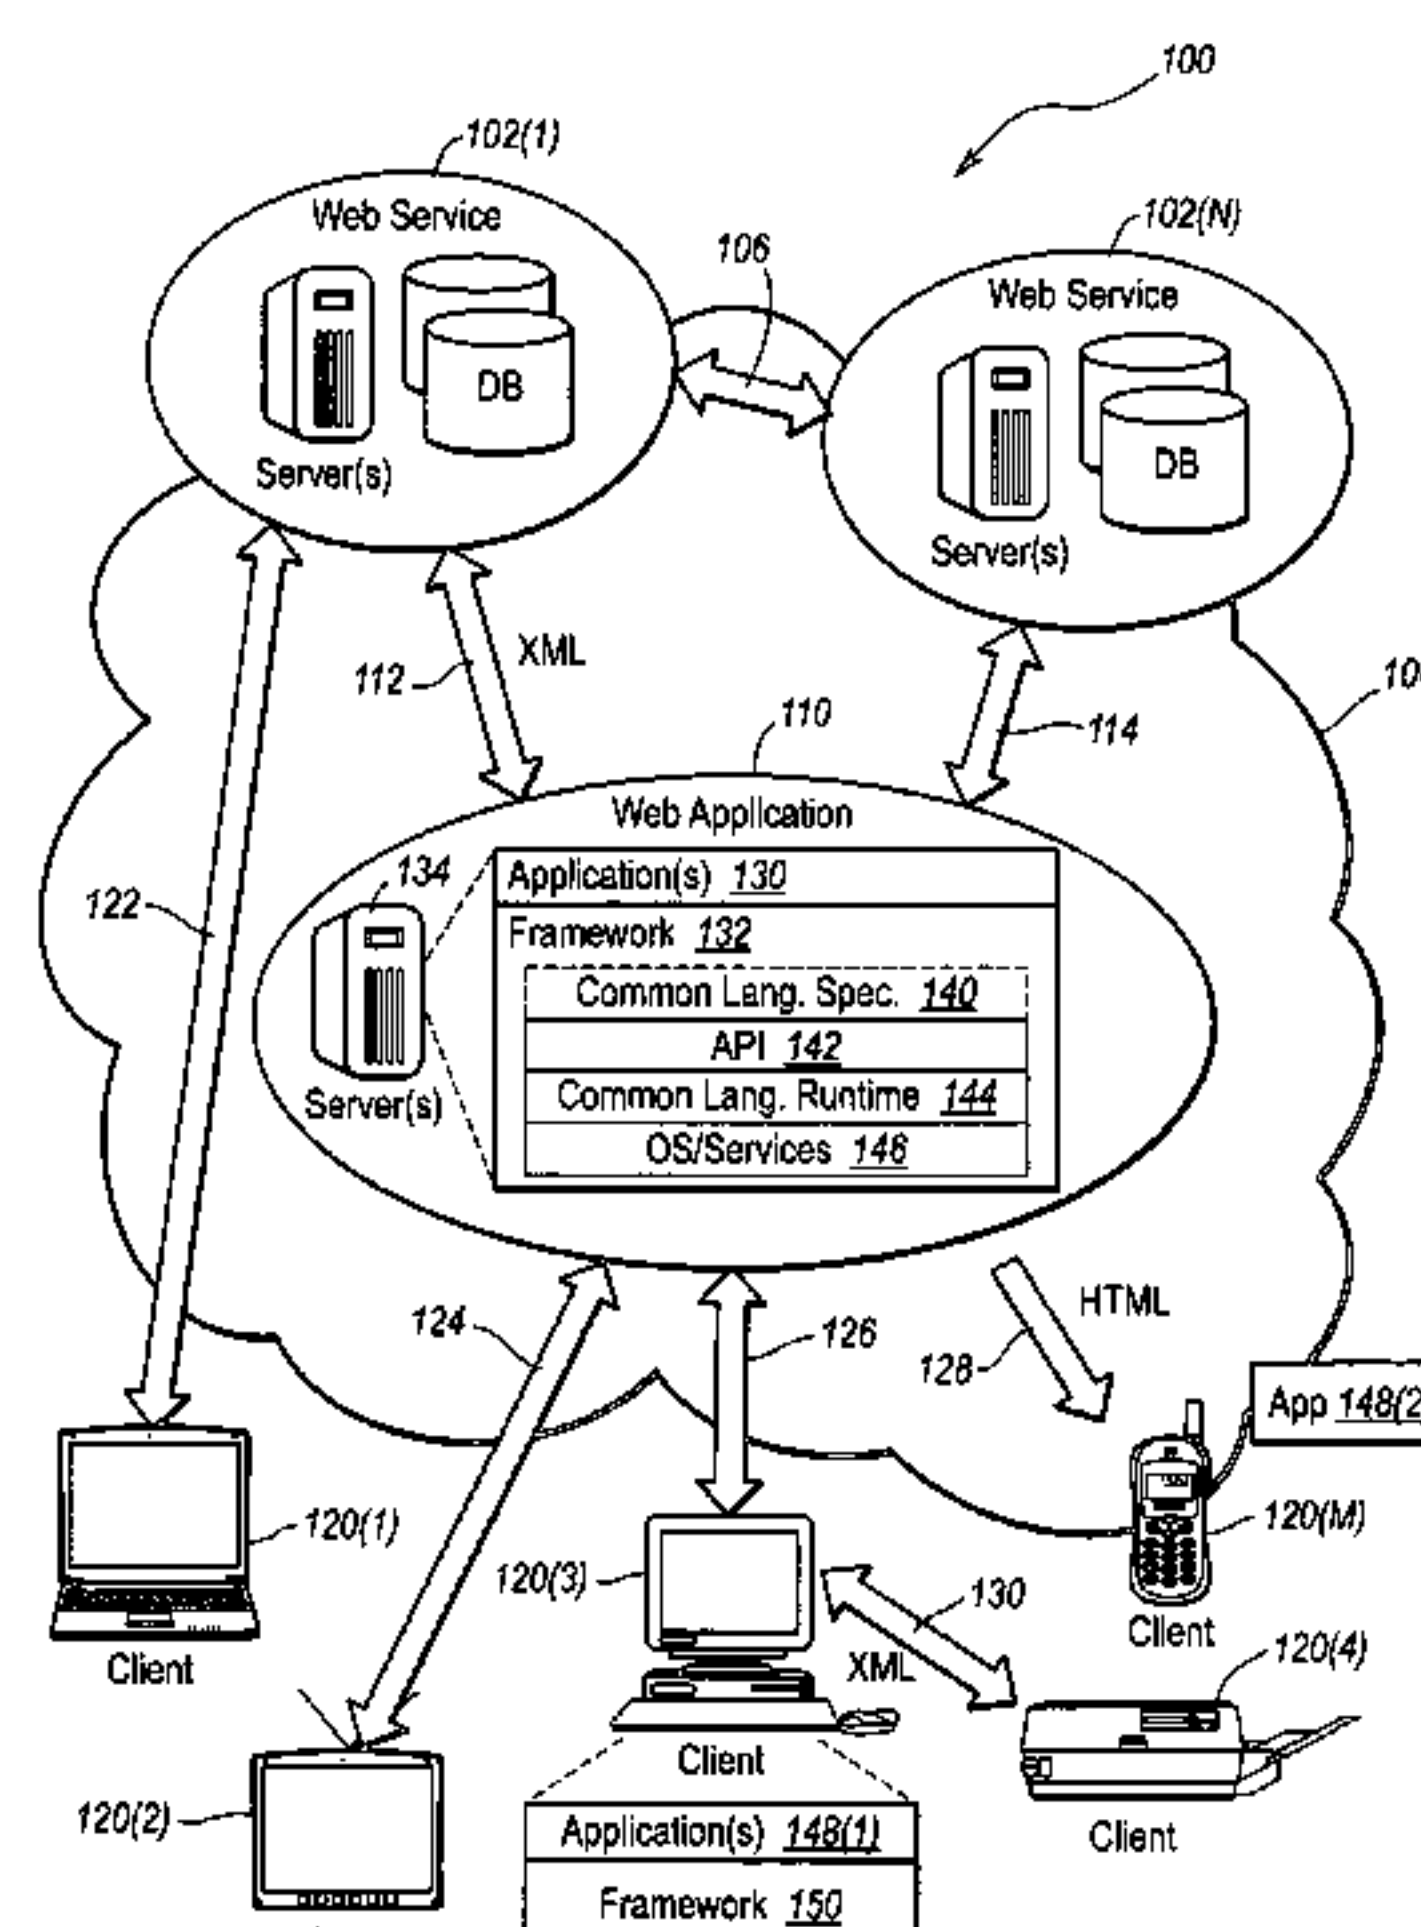 100
102(1)
Web Service
DB
Server(s)
106
102(N)
Web Service
DB
Server(s)
XML
112
110
114
Web Application
134
Application(s) 130
Framework 132
Common Lang. Spec. 140
API 142
Common Lang. Runtime 144
OS/Services 146
Server(s)
122
124
126
HTML
128
App 148(2
120(1)
Client
120(3)
130
XML
120(M)
Client
120(4)
Client
Client
120(2)
Application(s) 148(1)
Framework 150